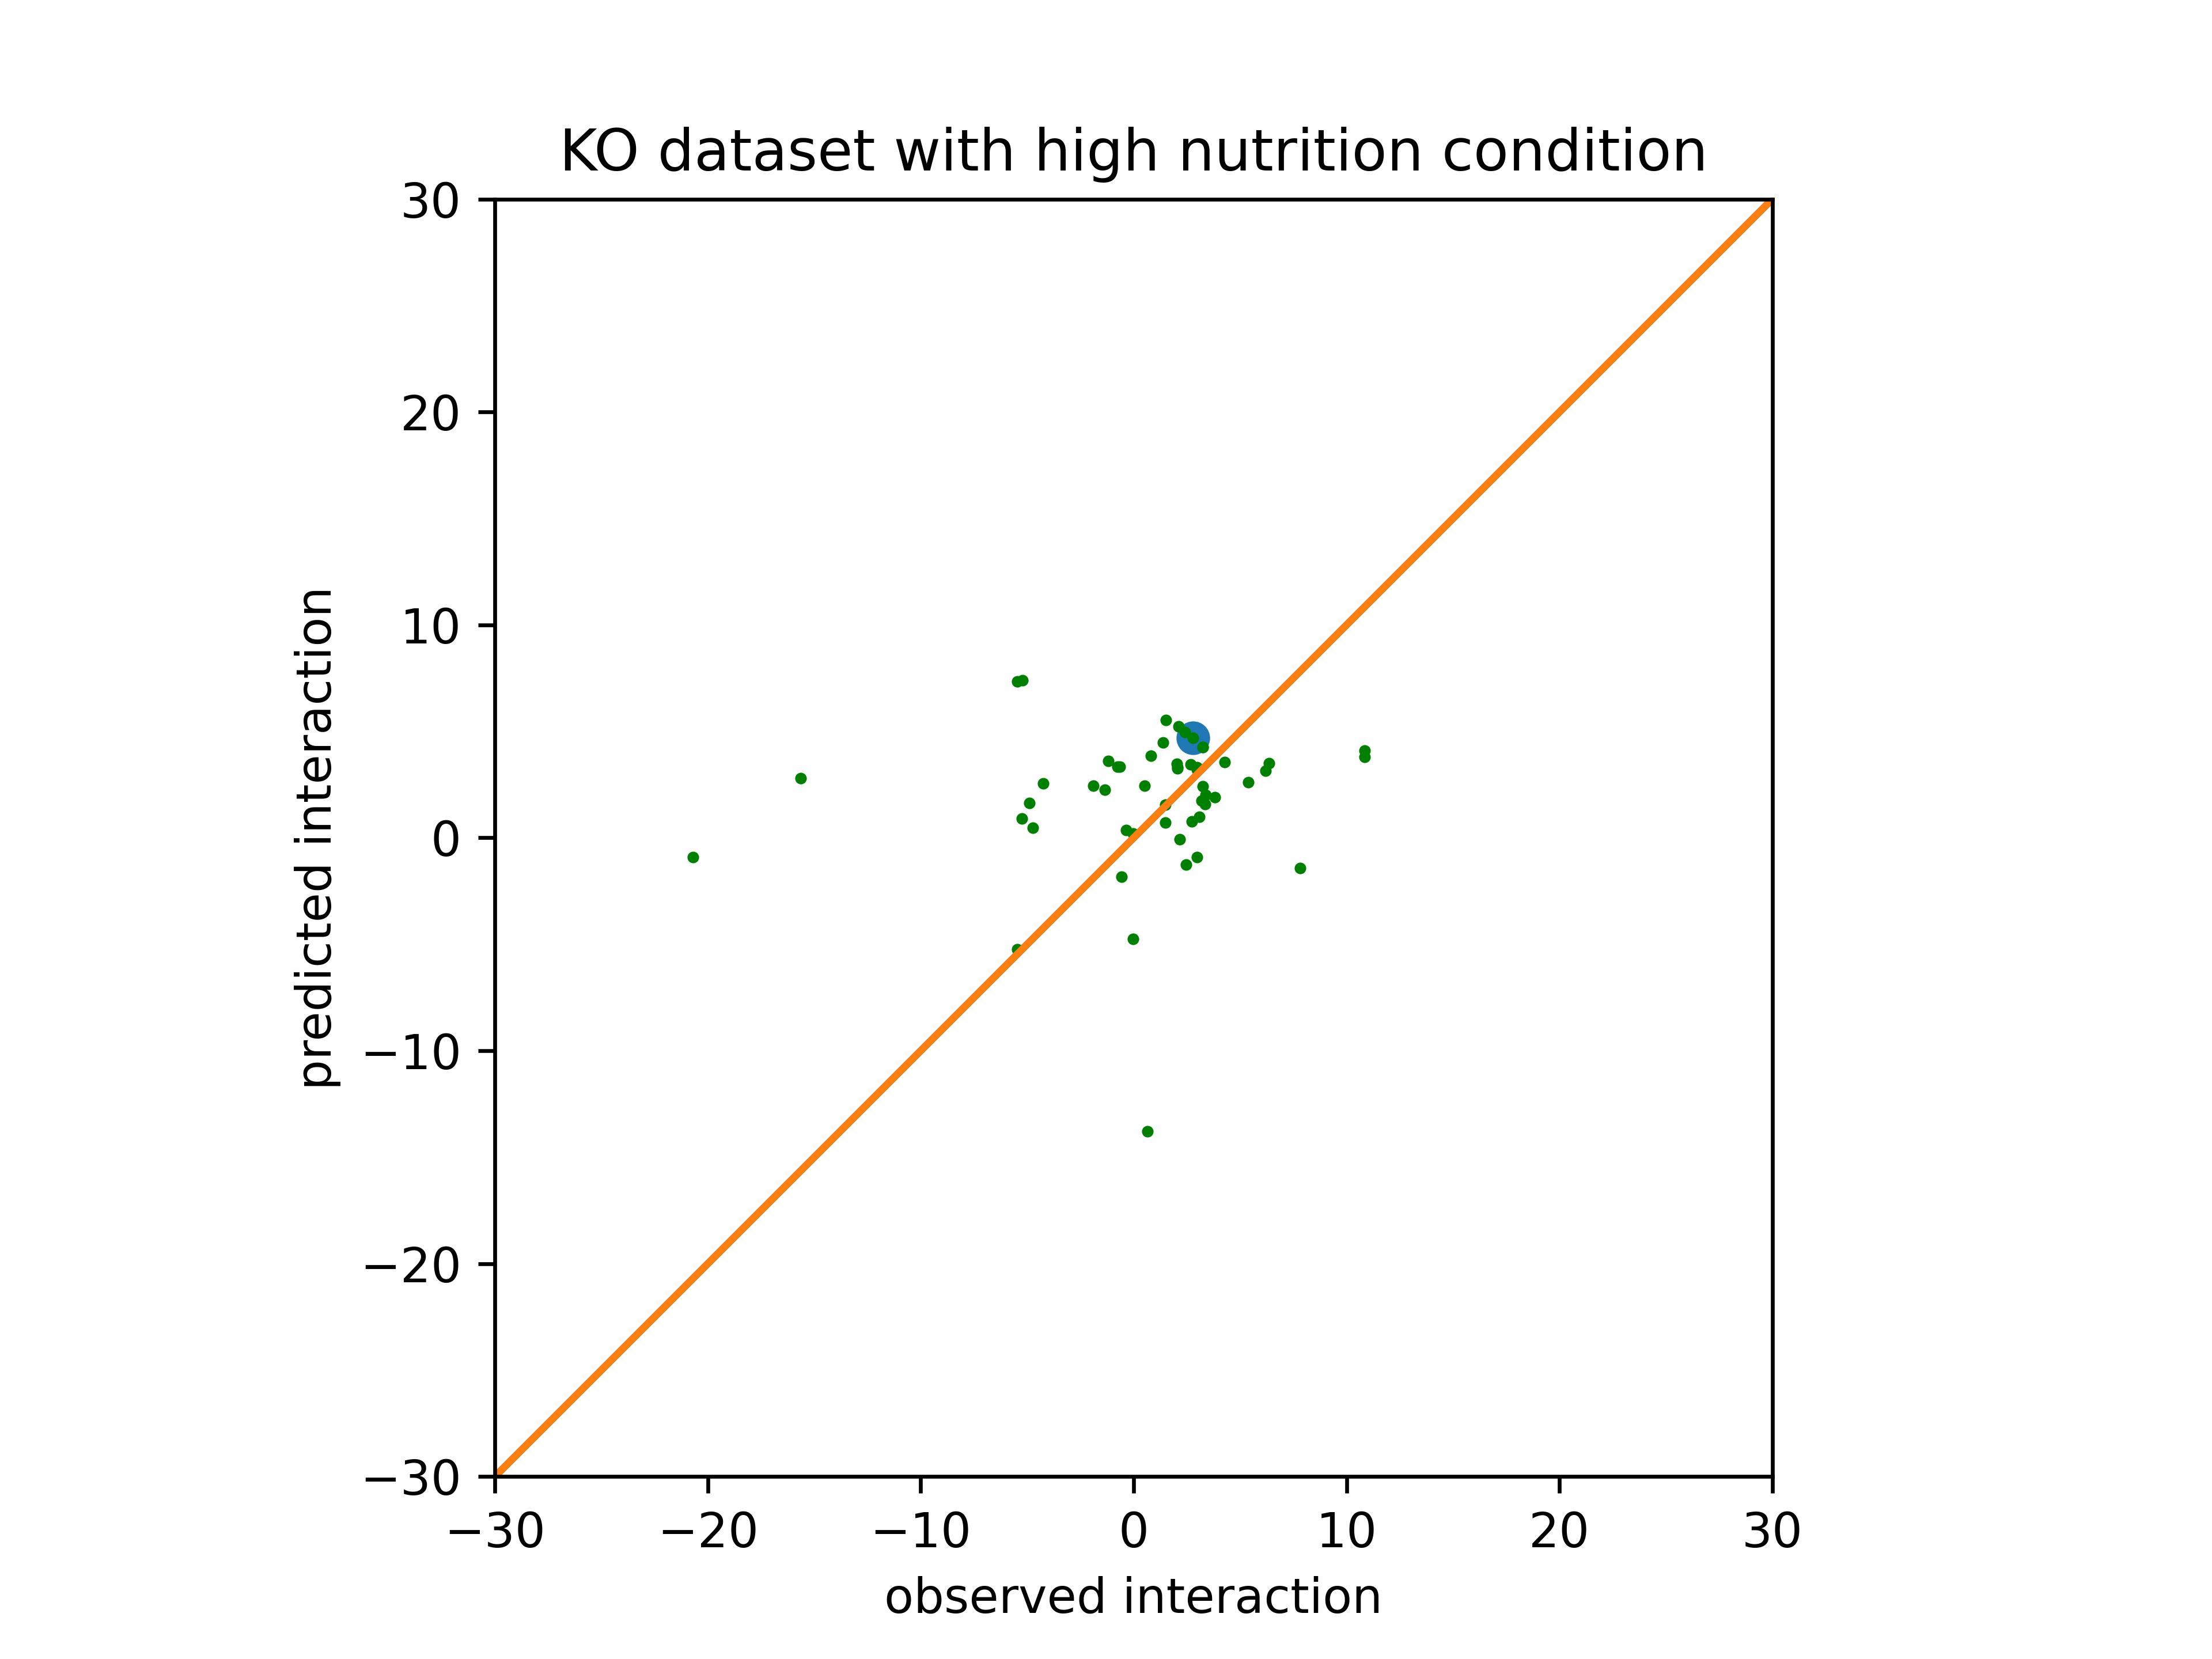 KO dataset with high nutrition condition
30
20
10
0
−10
−20
−30
predicted interaction
−30 −20 −10 0 10 20 30
observed interaction